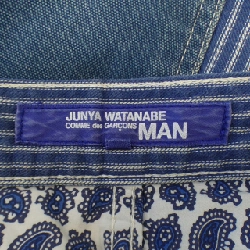 JUNYA WATANABE
COMME des GARÇONS MAN